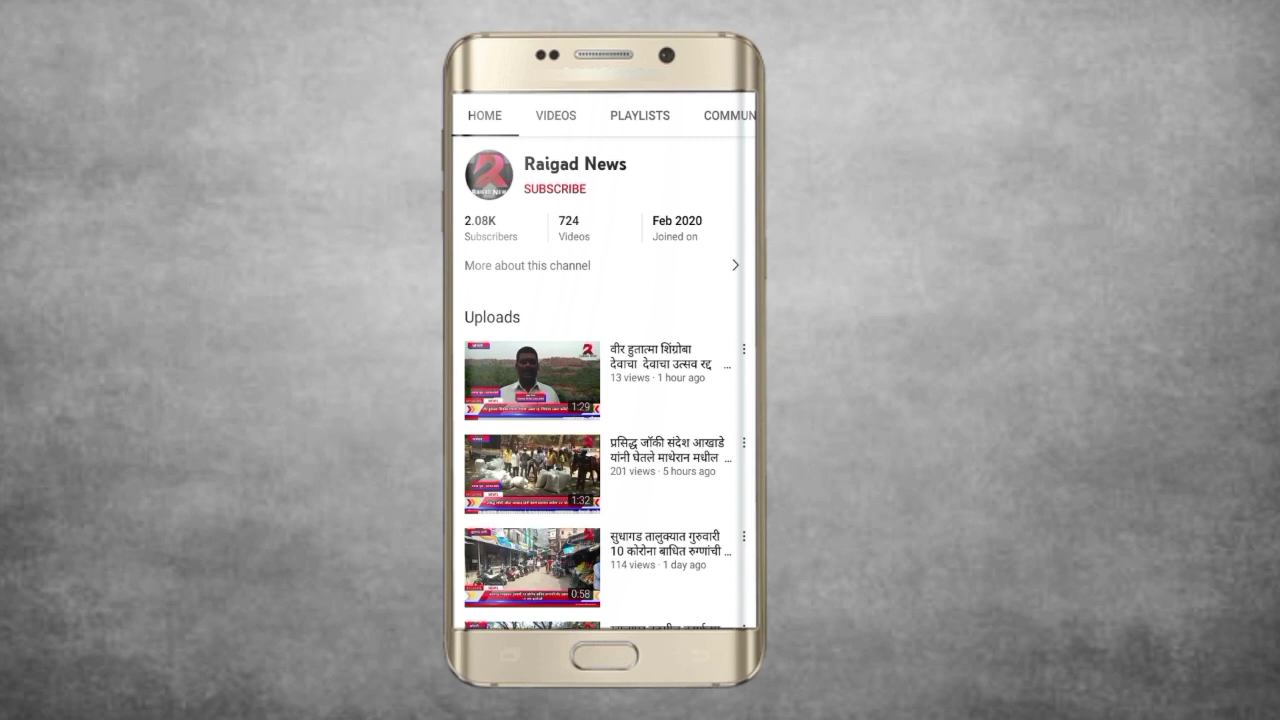 HOME VIDEOS PLAYLISTS COMMUN
Raigad News
SUBSCRIBE
2.08K 724 Feb 2020
Subscribers Videos Joined on
More about this channel
Uploads
वीर हुतात्मा शिंग्रोबा
देवाचा देवाचा उत्सव रद्द ...
13 views · 1 hour ago
1:29
प्रसिद्ध जॉकी संदेश आखाडे
यांनी घेतले माथेरान मधील ...
201 views · 5 hours ago
1:32
सुधागड तालुक्यात गुरुवारी
10 कोरोना बाधित रुग्णांची ...
114 views · 1 day ago
0:58